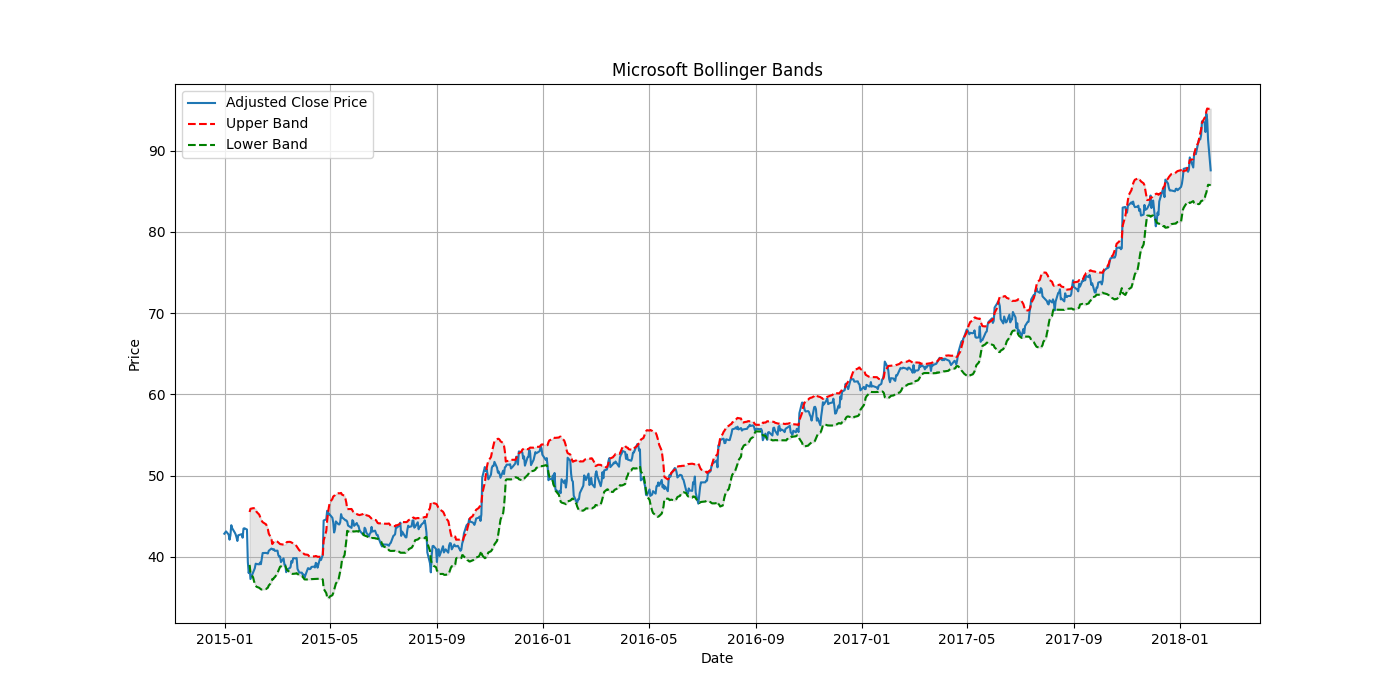 Microsoft Bollinger Bands
Adjusted Close Price
Upper Band
Lower Band
Price
90
80
70
60
50
40
2015-01 2015-05 2015-09 2016-01 2016-05 2016-09 2017-01 2017-05 2017-09 2018-01
Date